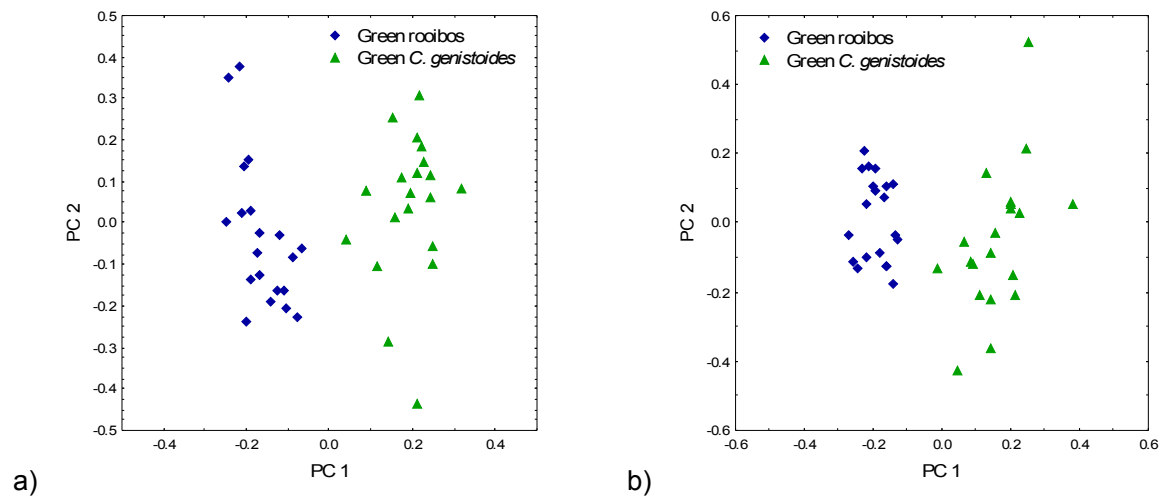 Green rooibos
Green C. genistoides
0.5
0.4
0.3
0.2
0.1
0.0
-0.1
-0.2
-0.3
-0.4
-0.5
PC 2
-0.4 -0.2 0.0 0.2 0.4
PC 1
a)
Green rooibos
Green C. genistoides
0.6
0.4
0.2
0.0
-0.2
-0.4
-0.6
PC 2
-0.6 -0.4 -0.2 0.0 0.2 0.4 0.6
PC 1
b)